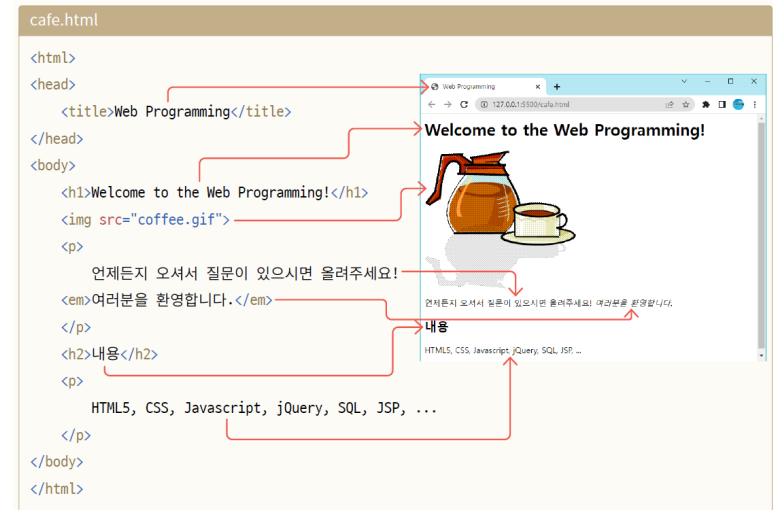 cafe.html
<html>
<head>
<title>Web Programming</title>
</head>
<body>
<h1>Welcome to the Web Programming!</h1>
<img src="coffee.gif">
<p>
언제든지 오셔서 질문이 있으시면 올려주세요!
<em>여러분을 환영합니다.</em>
</p>
<h2>내용</h2>
<p>
HTML5, CSS, Javascript, jQuery, SQL, JSP, ...
</p>
</body>
</html>
Web Programming
127.0.0.1:5500/cafe.html
Welcome to the Web Programming!
언제든지 오셔서 질문이 있으시면 올려주세요! 여러분을 환영합니다.
내용
HTML5, CSS, Javascript, jQuery, SQL, JSP, ...